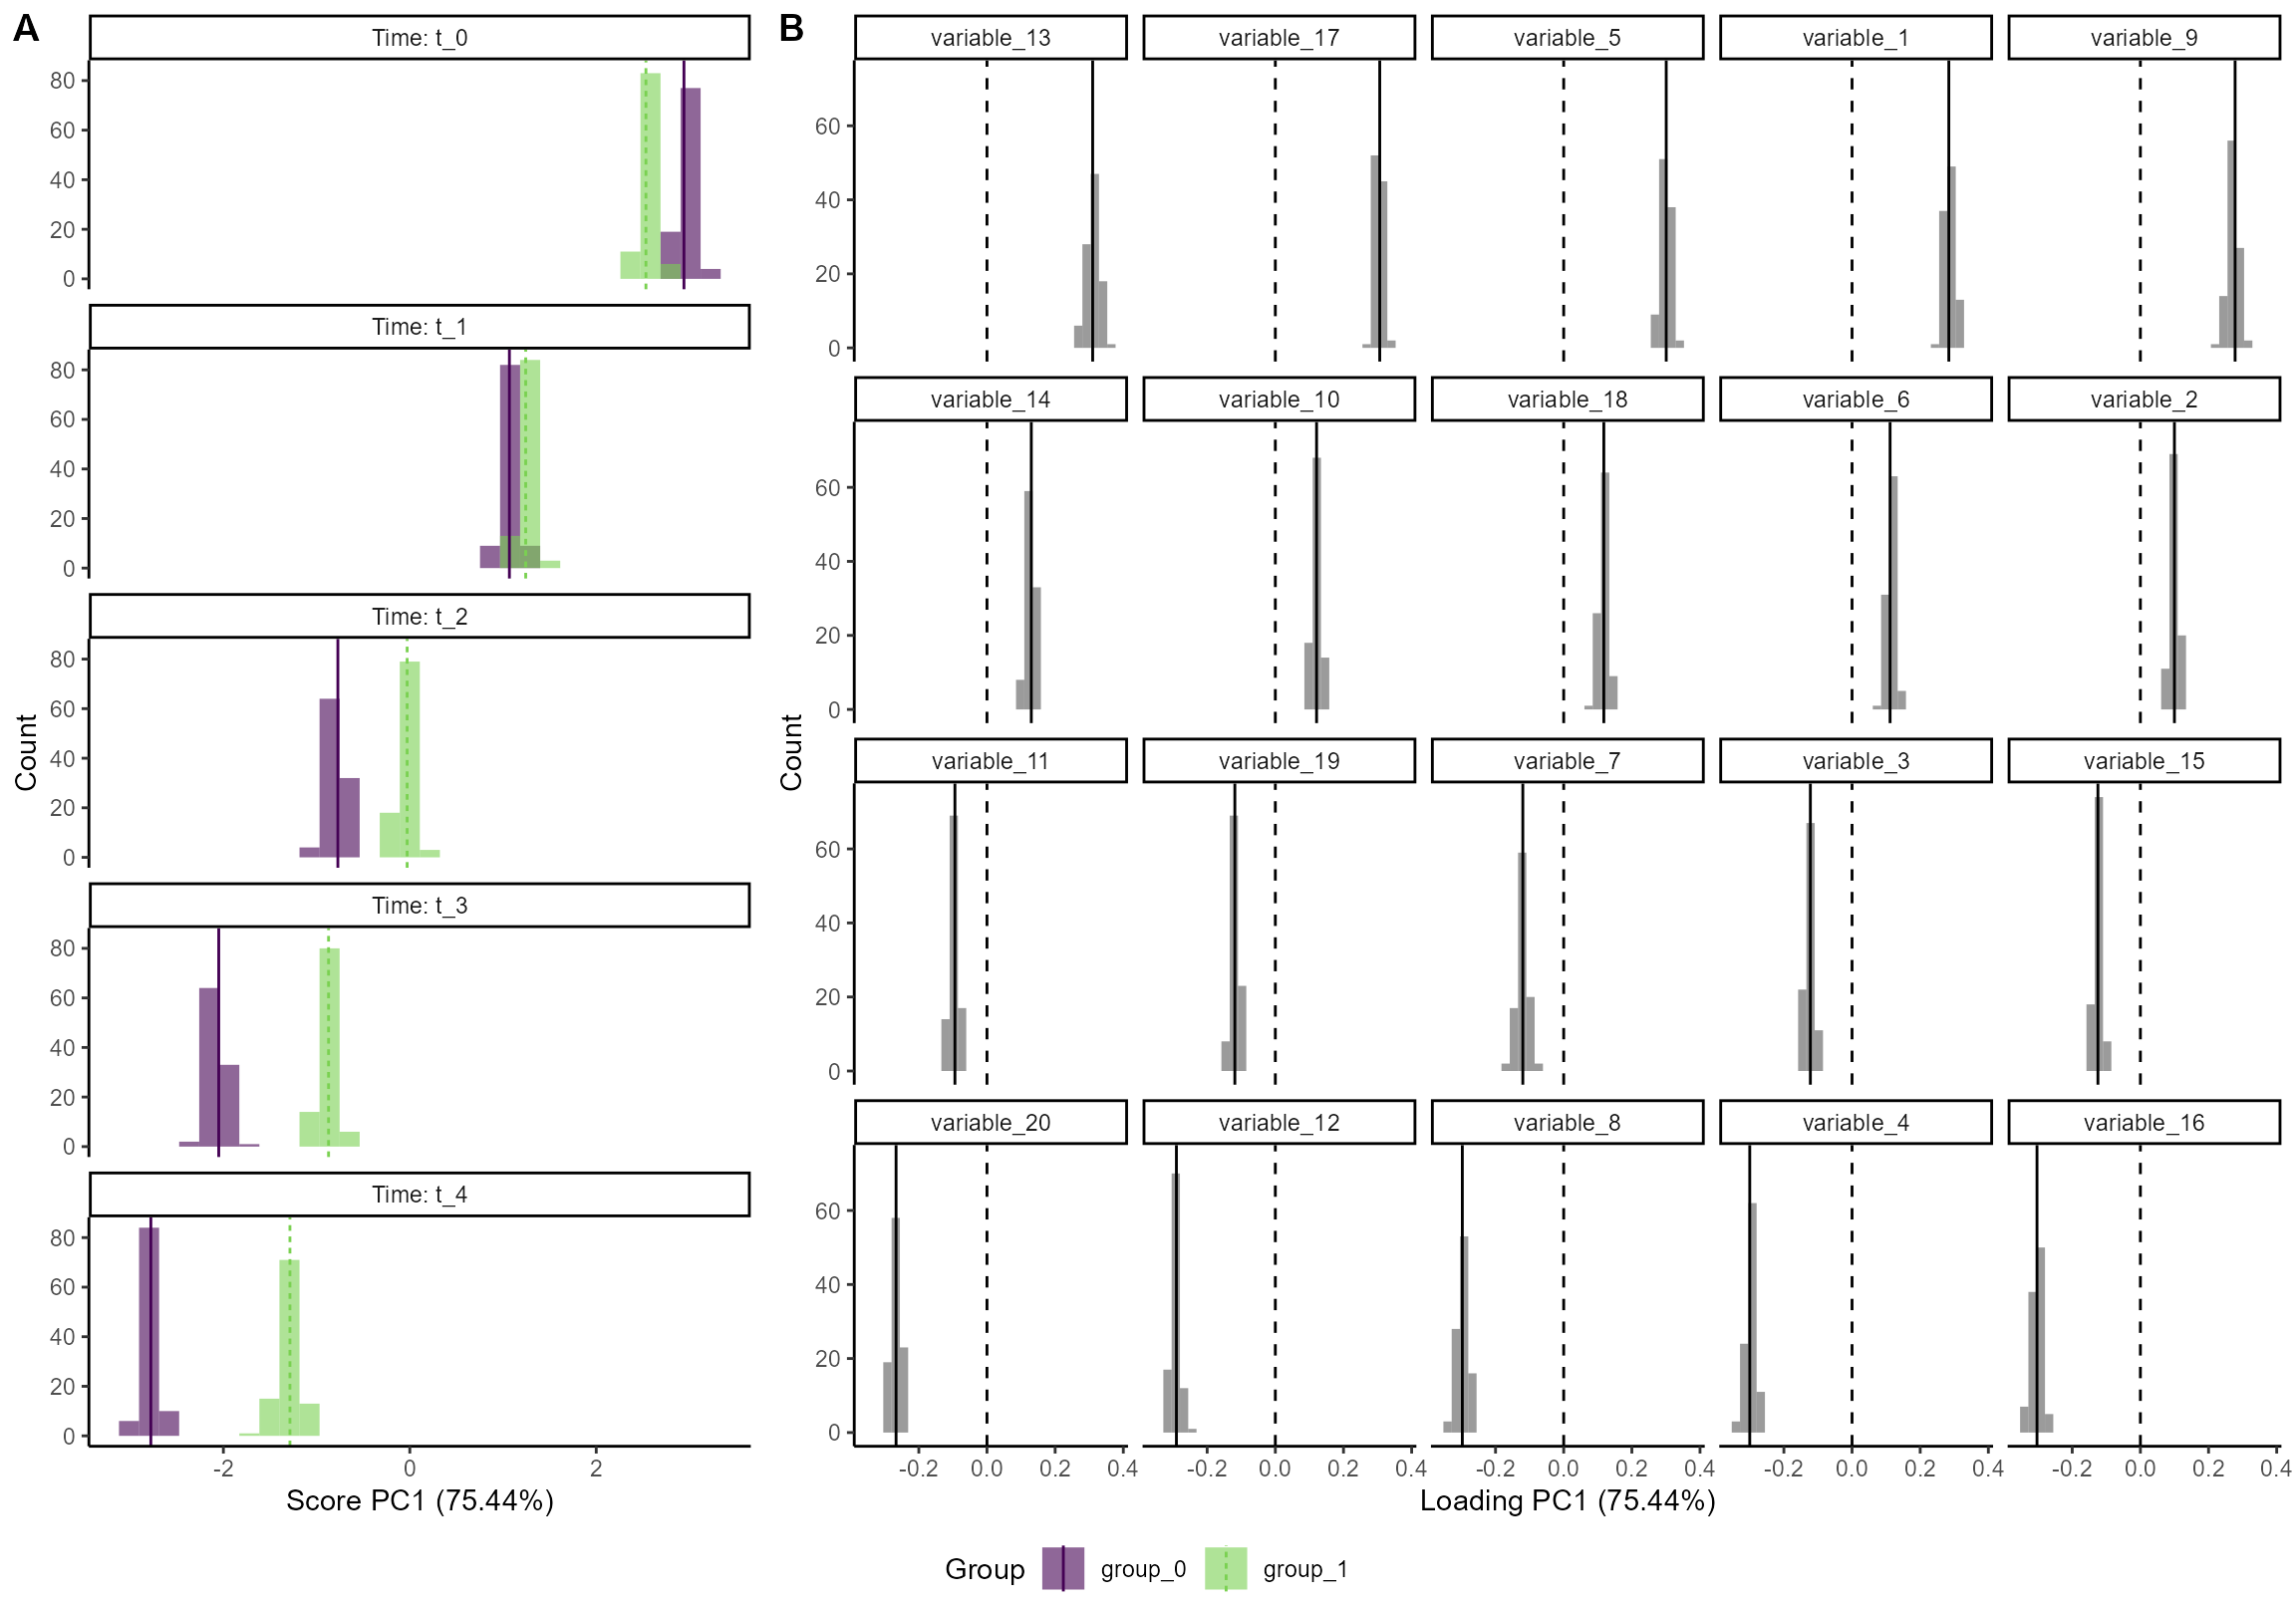 A
Time: t_0
80
60
40
20
0
Time: t_1
80
60
40
20
0
Time: t_2
80
60
40
20
0
Time: t_3
80
60
40
20
0
Time: t_4
80
60
40
20
0
Count
-2 0 2
Score PC1 (75.44%)
B
variable_13 variable_17 variable_5 variable_1 variable_9
60
40
20
0
variable_14 variable_10 variable_18 variable_6 variable_2
60
40
20
0
variable_11 variable_19 variable_7 variable_3 variable_15
60
40
20
0
variable_20 variable_12 variable_8 variable_4 variable_16
60
40
20
0
Count
-0.2 0.0 0.2 0.4 -0.2 0.0 0.2 0.4 -0.2 0.0 0.2 0.4 -0.2 0.0 0.2 0.4 -0.2 0.0 0.2 0.4
Loading PC1 (75.44%)
Group group_0 group_1